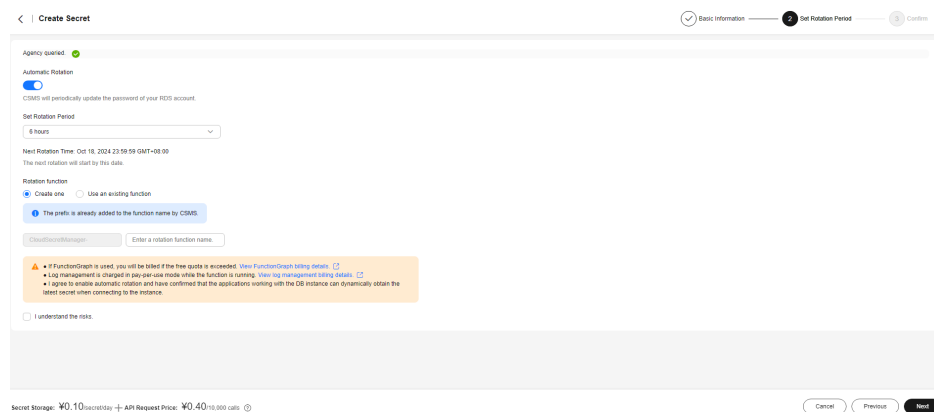 Create Secret
Basic Information
2 Set Rotation Period
3 Confirm
Agency queried.
Automatic Rotation
CSMS will periodically update the password of your RDS account.
Set Rotation Period
6 hours
Next Rotation Time: Oct 18, 2024 23:59:59 GMT+08:00
The next rotation will start by this date.
Rotation function
Create one Use an existing function
The prefix is already added to the function name by CSMS.
CloudSecretManager. Enter a rotation function name.
● If FunctionGraph is used, you will be billed if the free quota is exceeded. View FunctionGraph billing details.
● Log management is charged in pay-per-use mode while the function is running. View log management billing details.
● I agree to enable automatic rotation and have confirmed that the applications working with the DB instance can dynamically obtain the
latest secret when connecting to the instance.
I understand the risks.
Secret Storage: ¥0.10/secret/day + API Request Price: ¥0.40/10,000 calls
Cancel Previous Next